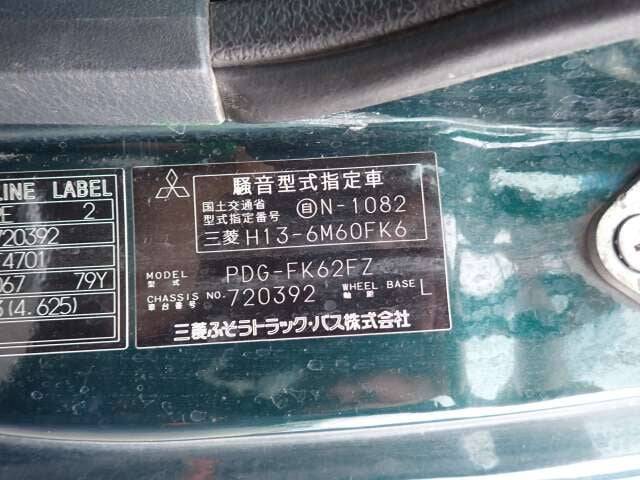 LINE LABEL
2
720392
4701
067 79Y
(4.625)
騒音型式指定車
国土交通省
型式指定番号 自N-1082
三菱 H13-6M60FK6
MODEL
型式 PDG-FK62FZ
CHASSIS NO.
車台番号 720392 WHEEL BASE
軸距 L
三菱ふそうトラック・バス株式会社